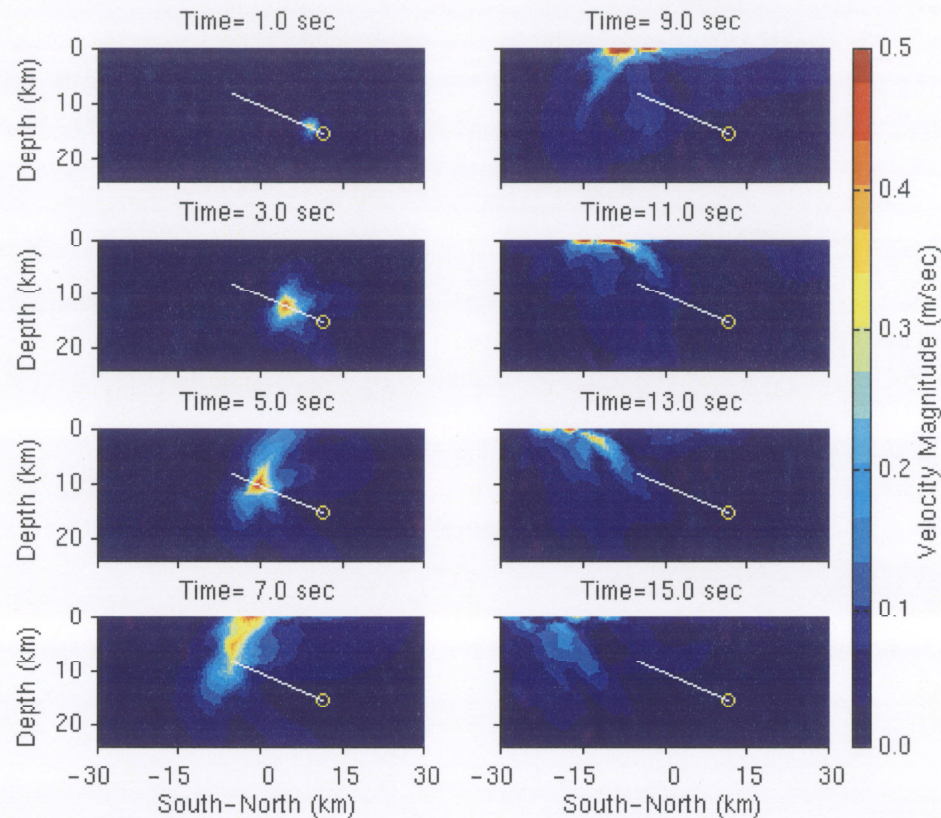 Time= 1.0 sec
0
10
20
Depth (km)
Time= 3.0 sec
0
10
20
Depth (km)
Time= 5.0 sec
0
10
20
Depth (km)
Time= 7.0 sec
0
10
20
Depth (km)
-30 -15 0 15 30
South-North (km)
Time= 9.0 sec
Time=11.0 sec
Time=13.0 sec
Time=15.0 sec
-30 -15 0 15 30
South-North (km)
0.5
0.4
0.3
0.2
0.1
0.0
Velocity Magnitude (m/sec)